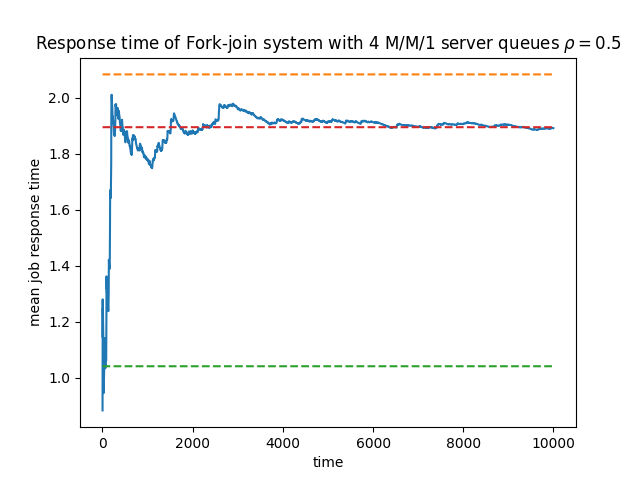 Response time of Fork-join system with 4 M/M/1 server queues ρ = 0.5
mean job response time
2.0
1.8
1.6
1.4
1.2
1.0
0 2000 4000 6000 8000 10000
time